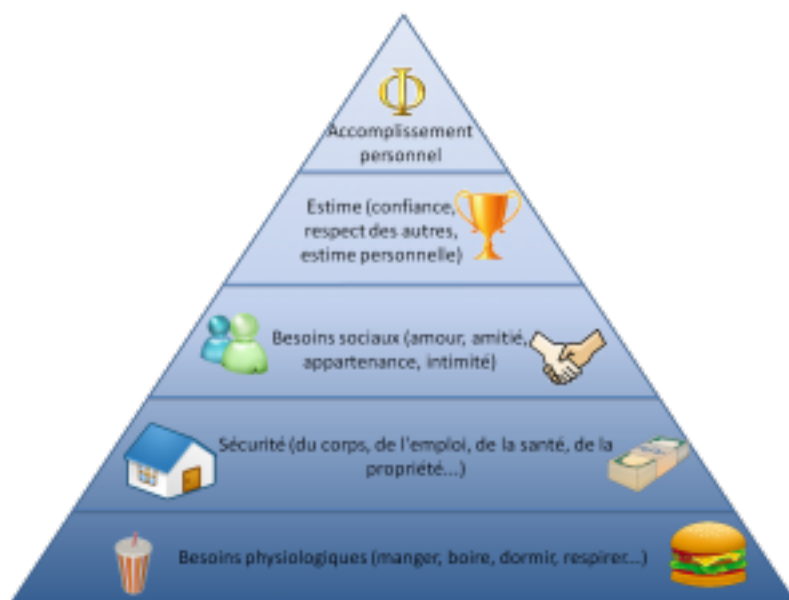 Φ
Accomplissement
personnel
Estime (confiance,
respect des autres,
estime personnelle)
Besoins sociaux (amour, amitié,
appartenance, intimité)
Sécurité (du corps, de l'emploi, de la santé, de la
propriété...)
Besoins physiologiques (manger, boire, dormir, respirer...)